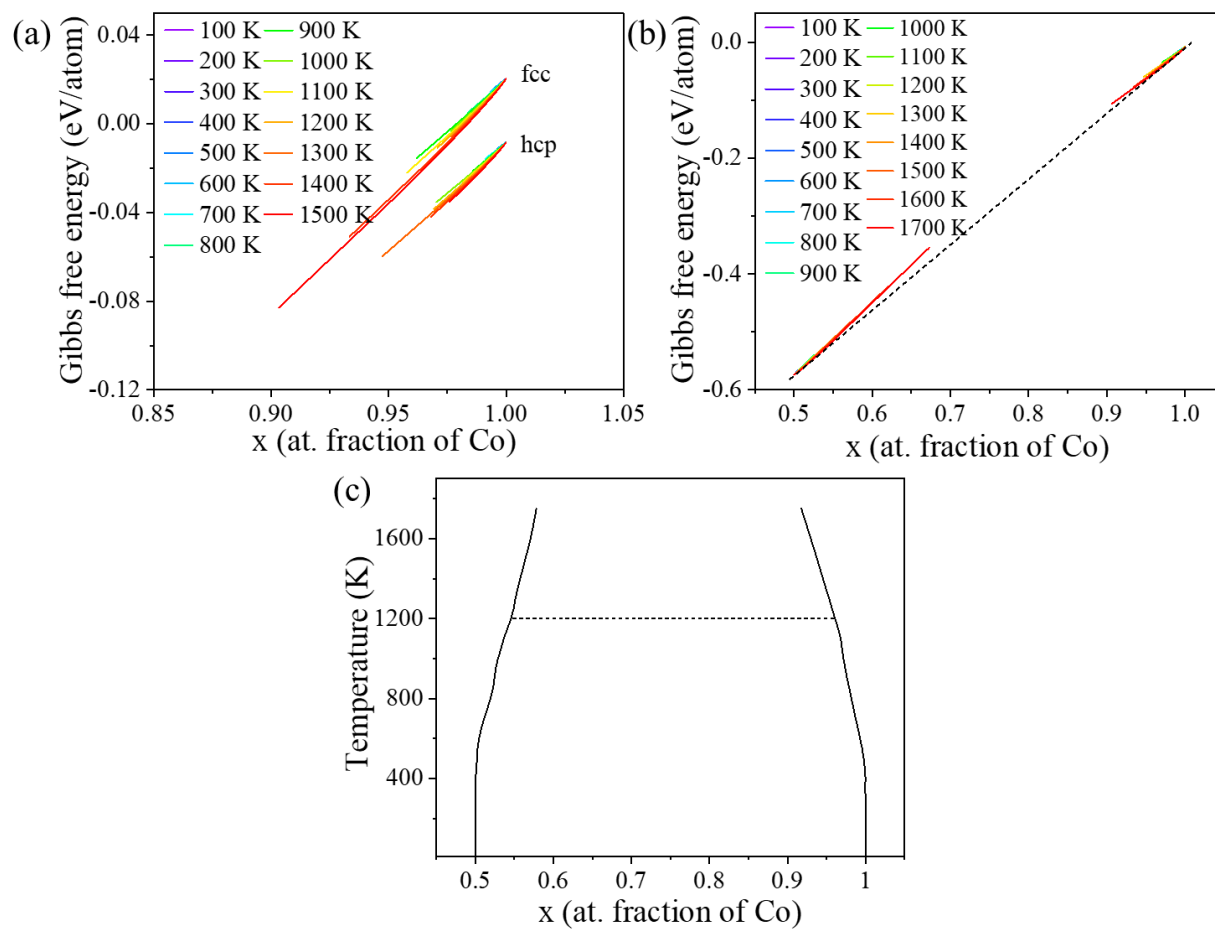 (a)
Gibbs free energy (eV/atom)
0.04
0.00
-0.04
-0.08
-0.12
100 K 900 K
200 K 1000 K
300 K 1100 K
400 K 1200 K
500 K 1300 K
600 K 1400 K
700 K 1500 K
800 K
fcc
hcp
0.85 0.90 0.95 1.00 1.05
x (at. fraction of Co)
(b)
Gibbs free energy (eV/atom)
0.0
-0.2
-0.4
-0.6
100 K 1000 K
200 K 1100 K
300 K 1200 K
400 K 1300 K
500 K 1400 K
600 K 1500 K
700 K 1600 K
800 K 1700 K
900 K
0.5 0.6 0.7 0.8 0.9 1.0
x (at. fraction of Co)
(c)
Temperature (K)
1600
1200
800
400
0.5 0.6 0.7 0.8 0.9 1
x (at. fraction of Co)